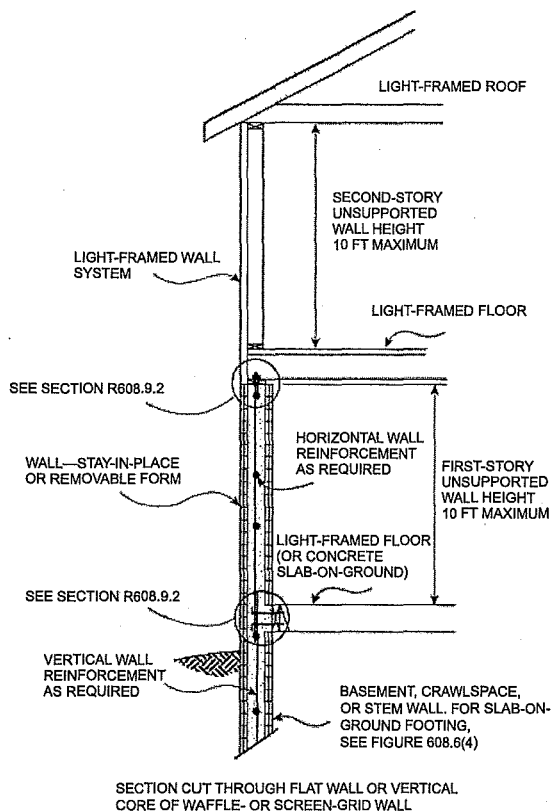 LIGHT-FRAMED ROOF
SECOND-STORY
UNSUPPORTED
WALL HEIGHT
10 FT MAXIMUM
LIGHT-FRAMED WALL
SYSTEM
LIGHT-FRAMED FLOOR
SEE SECTION R608.9.2
HORIZONTAL WALL
REINFORCEMENT
AS REQUIRED
WALL—STAY-IN-PLACE
OR REMOVABLE FORM
FIRST-STORY
UNSUPPORTED
WALL HEIGHT
10 FT MAXIMUM
LIGHT-FRAMED FLOOR
(OR CONCRETE
SLAB-ON-GROUND)
SEE SECTION R608.9.2
VERTICAL WALL
REINFORCEMENT
AS REQUIRED
BASEMENT, CRAWLSPACE,
OR STEM WALL. FOR SLAB-ON-
GROUND FOOTING,
SEE FIGURE 608.6(4)
SECTION CUT THROUGH FLAT WALL OR VERTICAL
CORE OF WAFFLE- OR SCREEN-GRID WALL